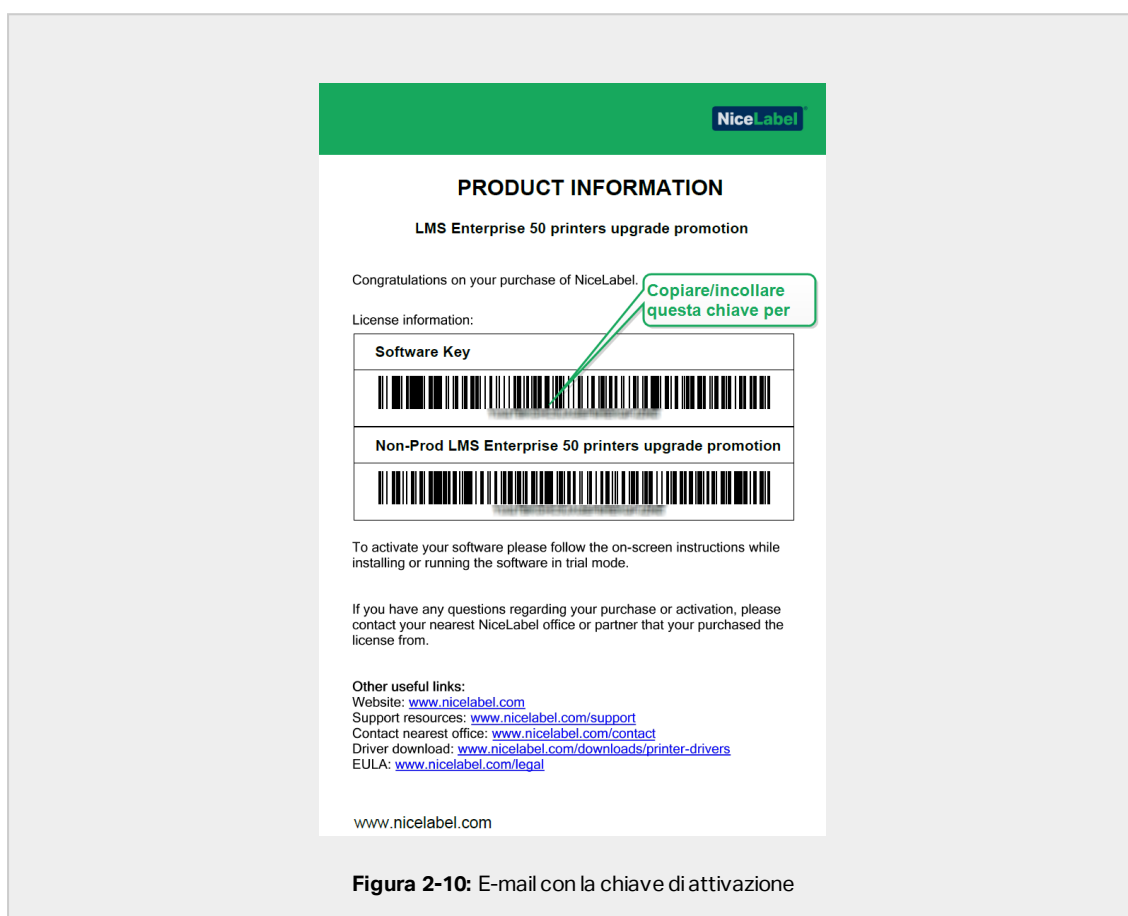 NiceLabel
PRODUCT INFORMATION
LMS Enterprise 50 printers upgrade promotion
Congratulations on your purchase of NiceLabel.
Copiare/incollare
questa chiave per
License information:
Software Key
Non-Prod LMS Enterprise 50 printers upgrade promotion
To activate your software please follow the on-screen instructions while
installing or running the software in trial mode.
If you have any questions regarding your purchase or activation, please
contact your nearest NiceLabel office or partner that your purchased the
license from.
Other useful links:
Website: www.nicelabel.com
Support resources: www.nicelabel.com/support
Contact nearest office: www.nicelabel.com/contact
Driver download: www.nicelabel.com/downloads/printer-drivers
EULA: www.nicelabel.com/legal
www.nicelabel.com
Figura 2-10: E-mail con la chiave di attivazione